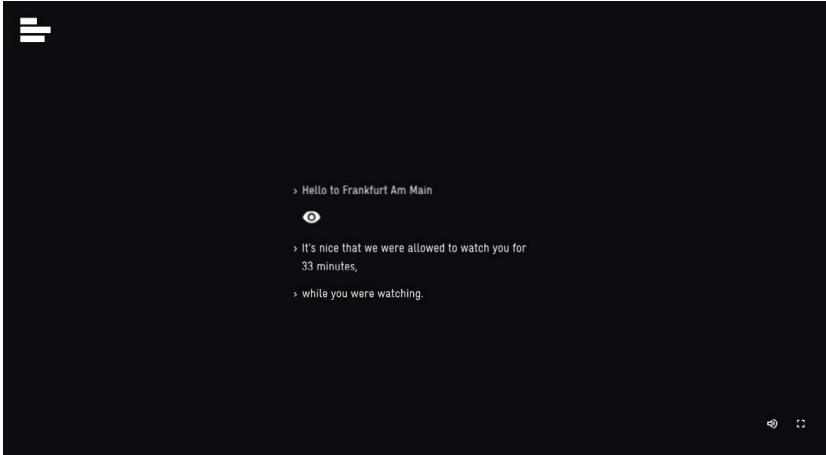 › Hello to Frankfurt Am Main
› It's nice that we were allowed to watch you for
33 minutes,
› while you were watching.